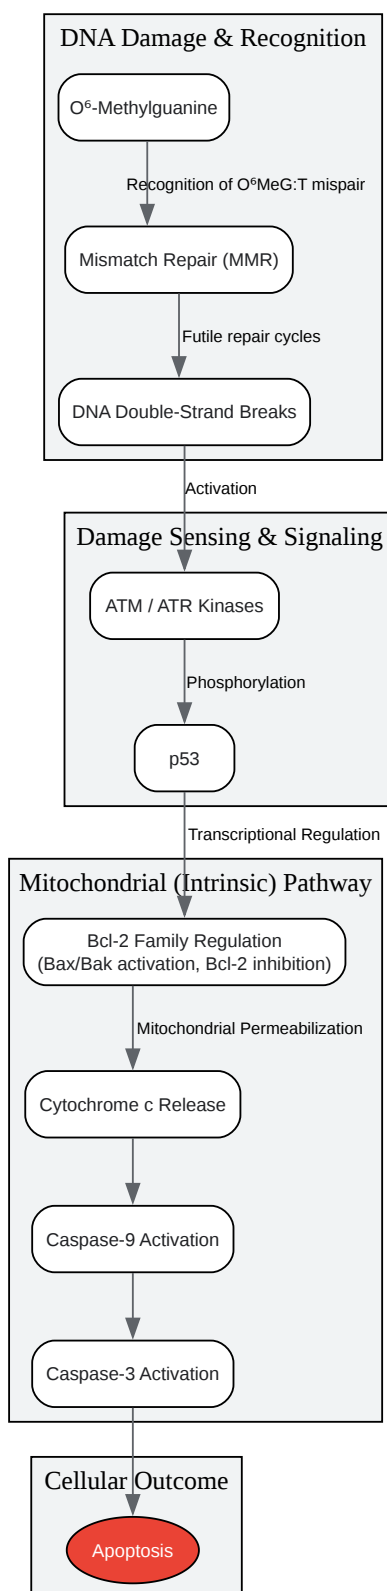 DNA Damage & Recognition
O⁶-Methylguanine
Recognition of O⁶MeG:T mispair
Mismatch Repair (MMR)
Futile repair cycles
DNA Double-Strand Breaks
Activation
Damage Sensing & Signaling
ATM / ATR Kinases
Phosphorylation
p53
Transcriptional Regulation
Mitochondrial (Intrinsic) Pathway
Bcl-2 Family Regulation
(Bax/Bak activation, Bcl-2 inhibition)
Mitochondrial Permeabilization
Cytochrome c Release
Caspase-9 Activation
Caspase-3 Activation
Cellular Outcome
Apoptosis